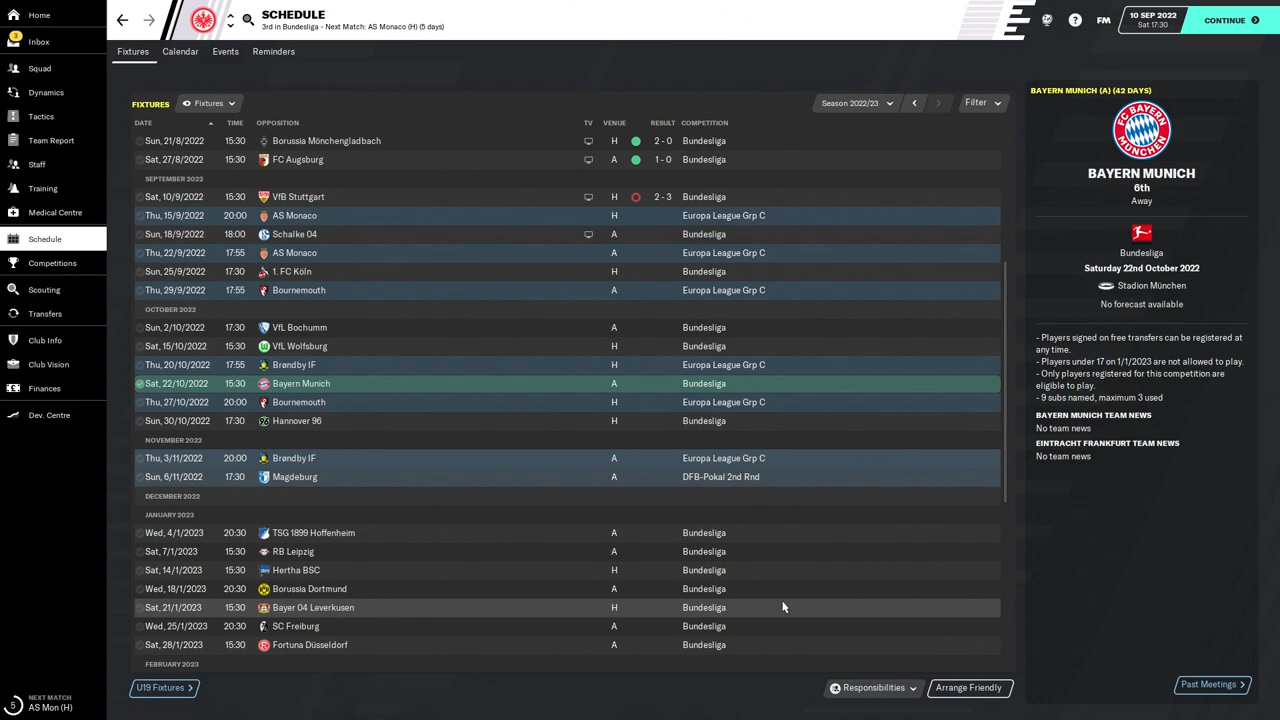 Home
3
Inbox
Squad
Dynamics
Tactics
Team Report
Staff
Training
Medical Centre
Schedule
Competitions
Scouting
Transfers
Club Info
Club Vision
Finances
Dev. Centre
5
NEXT MATCH
AS Mon (H)
SCHEDULE
3rd in Bundesliga - Next Match: AS Monaco (H) (5 days)
?
FM
10 SEP 2022
Sat 17:30
CONTINUE
Fixtures Calendar Events Reminders
FIXTURES Fixtures Season 2022/23 Filter
DATE TIME OPPOSITION TV VENUE RESULT COMPETITION
Sun, 21/8/2022 15:30 Borussia Mönchengladbach H 2 - 0 Bundesliga
Sat, 27/8/2022 15:30 FC Augsburg A 1 - 0 Bundesliga
SEPTEMBER 2022
Sat, 10/9/2022 15:30 VfB Stuttgart H 2 - 3 Bundesliga
Thu, 15/9/2022 20:00 AS Monaco H Europa League Grp C
Sun, 18/9/2022 18:00 Schalke 04 A Bundesliga
Thu, 22/9/2022 17:55 AS Monaco A Europa League Grp C
Sun, 25/9/2022 17:30 1. FC Köln H Bundesliga
Thu, 29/9/2022 17:55 Bournemouth A Europa League Grp C
OCTOBER 2022
Sun, 2/10/2022 17:30 VfL Bochumm A Bundesliga
Sat, 15/10/2022 15:30 VfL Wolfsburg H Bundesliga
Thu, 20/10/2022 17:55 Brøndby IF H Europa League Grp C
Sat, 22/10/2022 15:30 Bayern Munich A Bundesliga
Thu, 27/10/2022 20:00 Bournemouth H Europa League Grp C
Sun, 30/10/2022 17:30 Hannover 96 H Bundesliga
NOVEMBER 2022
Thu, 3/11/2022 20:00 Brøndby IF A Europa League Grp C
Sun, 6/11/2022 17:30 Magdeburg A DFB-Pokal 2nd Rnd
DECEMBER 2022
JANUARY 2023
Wed, 4/1/2023 20:30 TSG 1899 Hoffenheim A Bundesliga
Sat, 7/1/2023 15:30 RB Leipzig A Bundesliga
Sat, 14/1/2023 15:30 Hertha BSC H Bundesliga
Wed, 18/1/2023 20:30 Borussia Dortmund A Bundesliga
Sat, 21/1/2023 15:30 Bayer 04 Leverkusen H Bundesliga
Wed, 25/1/2023 20:30 SC Freiburg A Bundesliga
Sat, 28/1/2023 15:30 Fortuna Düsseldorf A Bundesliga
FEBRUARY 2023
U19 Fixtures Responsibilities Arrange Friendly
BAYERN MUNICH (A) (42 DAYS)
FC BAYERN
MÜNCHEN
BAYERN MUNICH
6th
Away
Bundesliga
Saturday 22nd October 2022
Stadion München
No forecast available
- Players signed on free transfers can be registered at
any time.
- Players under 17 on 1/1/2023 are not allowed to play.
- Only players registered for this competition are
eligible to play.
- 9 subs named, maximum 3 used
BAYERN MUNICH TEAM NEWS
No team news
EINTRACHT FRANKFURT TEAM NEWS
No team news
Past Meetings